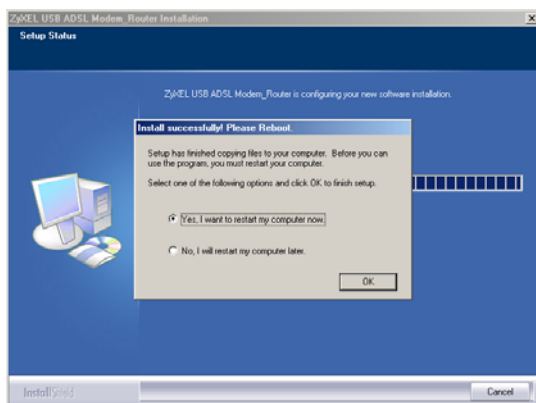 ZyXEL USB ADSL Modem_Router Installation
Setup Status
ZyXEL USB ADSL Modem_Router is configuring your new software installation.
Install successfully! Please Reboot.
Setup has finished copying files to your computer. Before you can
use the program, you must restart your computer.
Select one of the following options and click OK to finish setup.
Yes, I want to restart my computer now.
No, I will restart my computer later.
OK
InstallShield
Cancel